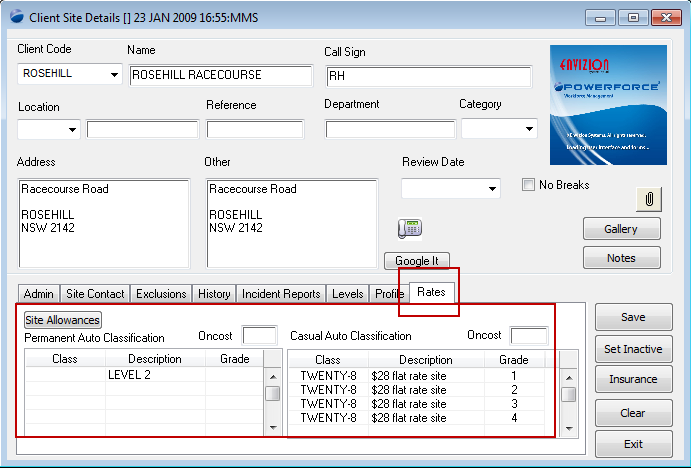 Client Site Details [] 23 JAN 2009 16:55:MMS
Client Code Name Call Sign
ROSEHILL ROSEHILL RACECOURSE RH
Location Reference Department Category
Address Other Review Date
Racecourse Road Racecourse Road
No Breaks
ROSEHILL ROSEHILL
NSW 2142 NSW 2142
ENVIZION
POWERFORCE
Workforce Management
Gallery
Google It Notes
Admin Site Contact Exclusions History Incident Reports Levels Profile Rates
Site Allowances
Permanent Auto Classification Oncost Casual Auto Classification Oncost
Class Description Grade Class Description Grade
LEVEL 2 TWENTY-8 $28 flat rate site 1
TWENTY-8 $28 flat rate site 2
TWENTY-8 $28 flat rate site 3
TWENTY-8 $28 flat rate site 4
Save
Set Inactive
Insurance
Clear
Exit